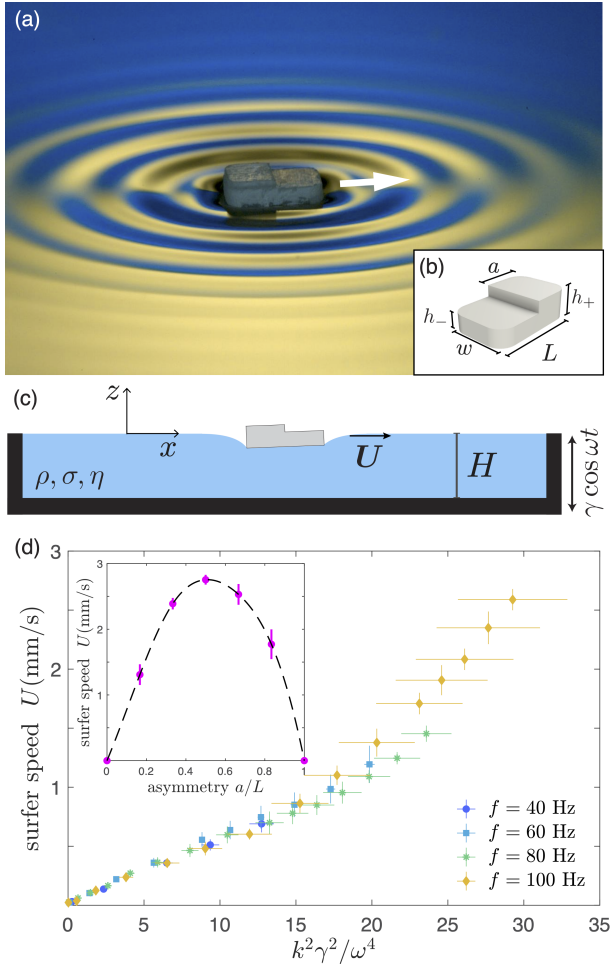 (a)
(b)
a
h₊
h₋
w
L
(c)
z
x
U
H
ρ, σ, η
γ cos ωt
(d)
3
2
1
0
surfer speed U(mm/s)
3
2
1
surfer speed U(mm/s)
0
0.2
0.4
0.6
0.8
1
asymmetry a/L
f = 40 Hz
f = 60 Hz
f = 80 Hz
f = 100 Hz
0
5
10
15
20
25
30
35
k²γ²/ω⁴